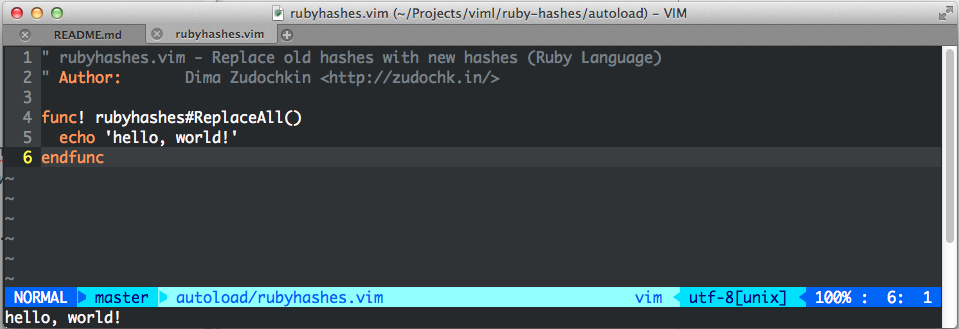 rubyhashes.vim (~/Projects/viml/ruby-hashes/autoload) – VIM
README.md rubyhashes.vim
1 " rubyhashes.vim - Replace old hashes with new hashes (Ruby Language)
2 " Author: Dima Zudochkin <http://zudochk.in/>
3
4 func! rubyhashes#ReplaceAll()
5 echo 'hello, world!'
6 endfunc
~
~
~
~
~
~
NORMAL master autoload/rubyhashes.vim vim utf-8[unix] 100% : 6: 1
hello, world!